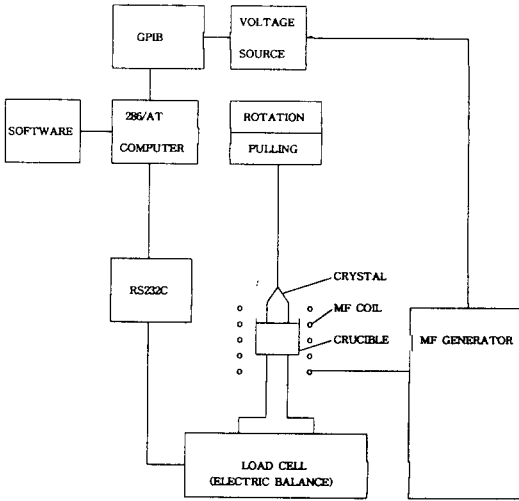 GPIB
VOLTAGE
SOURCE
SOFTWARE
286/AT
COMPUTER
ROTATION
PULLING
RS232C
CRYSTAL
MF COIL
CRUCIBLE
MF GENERATOR
LOAD CELL
(ELECTRIC BALANCE)